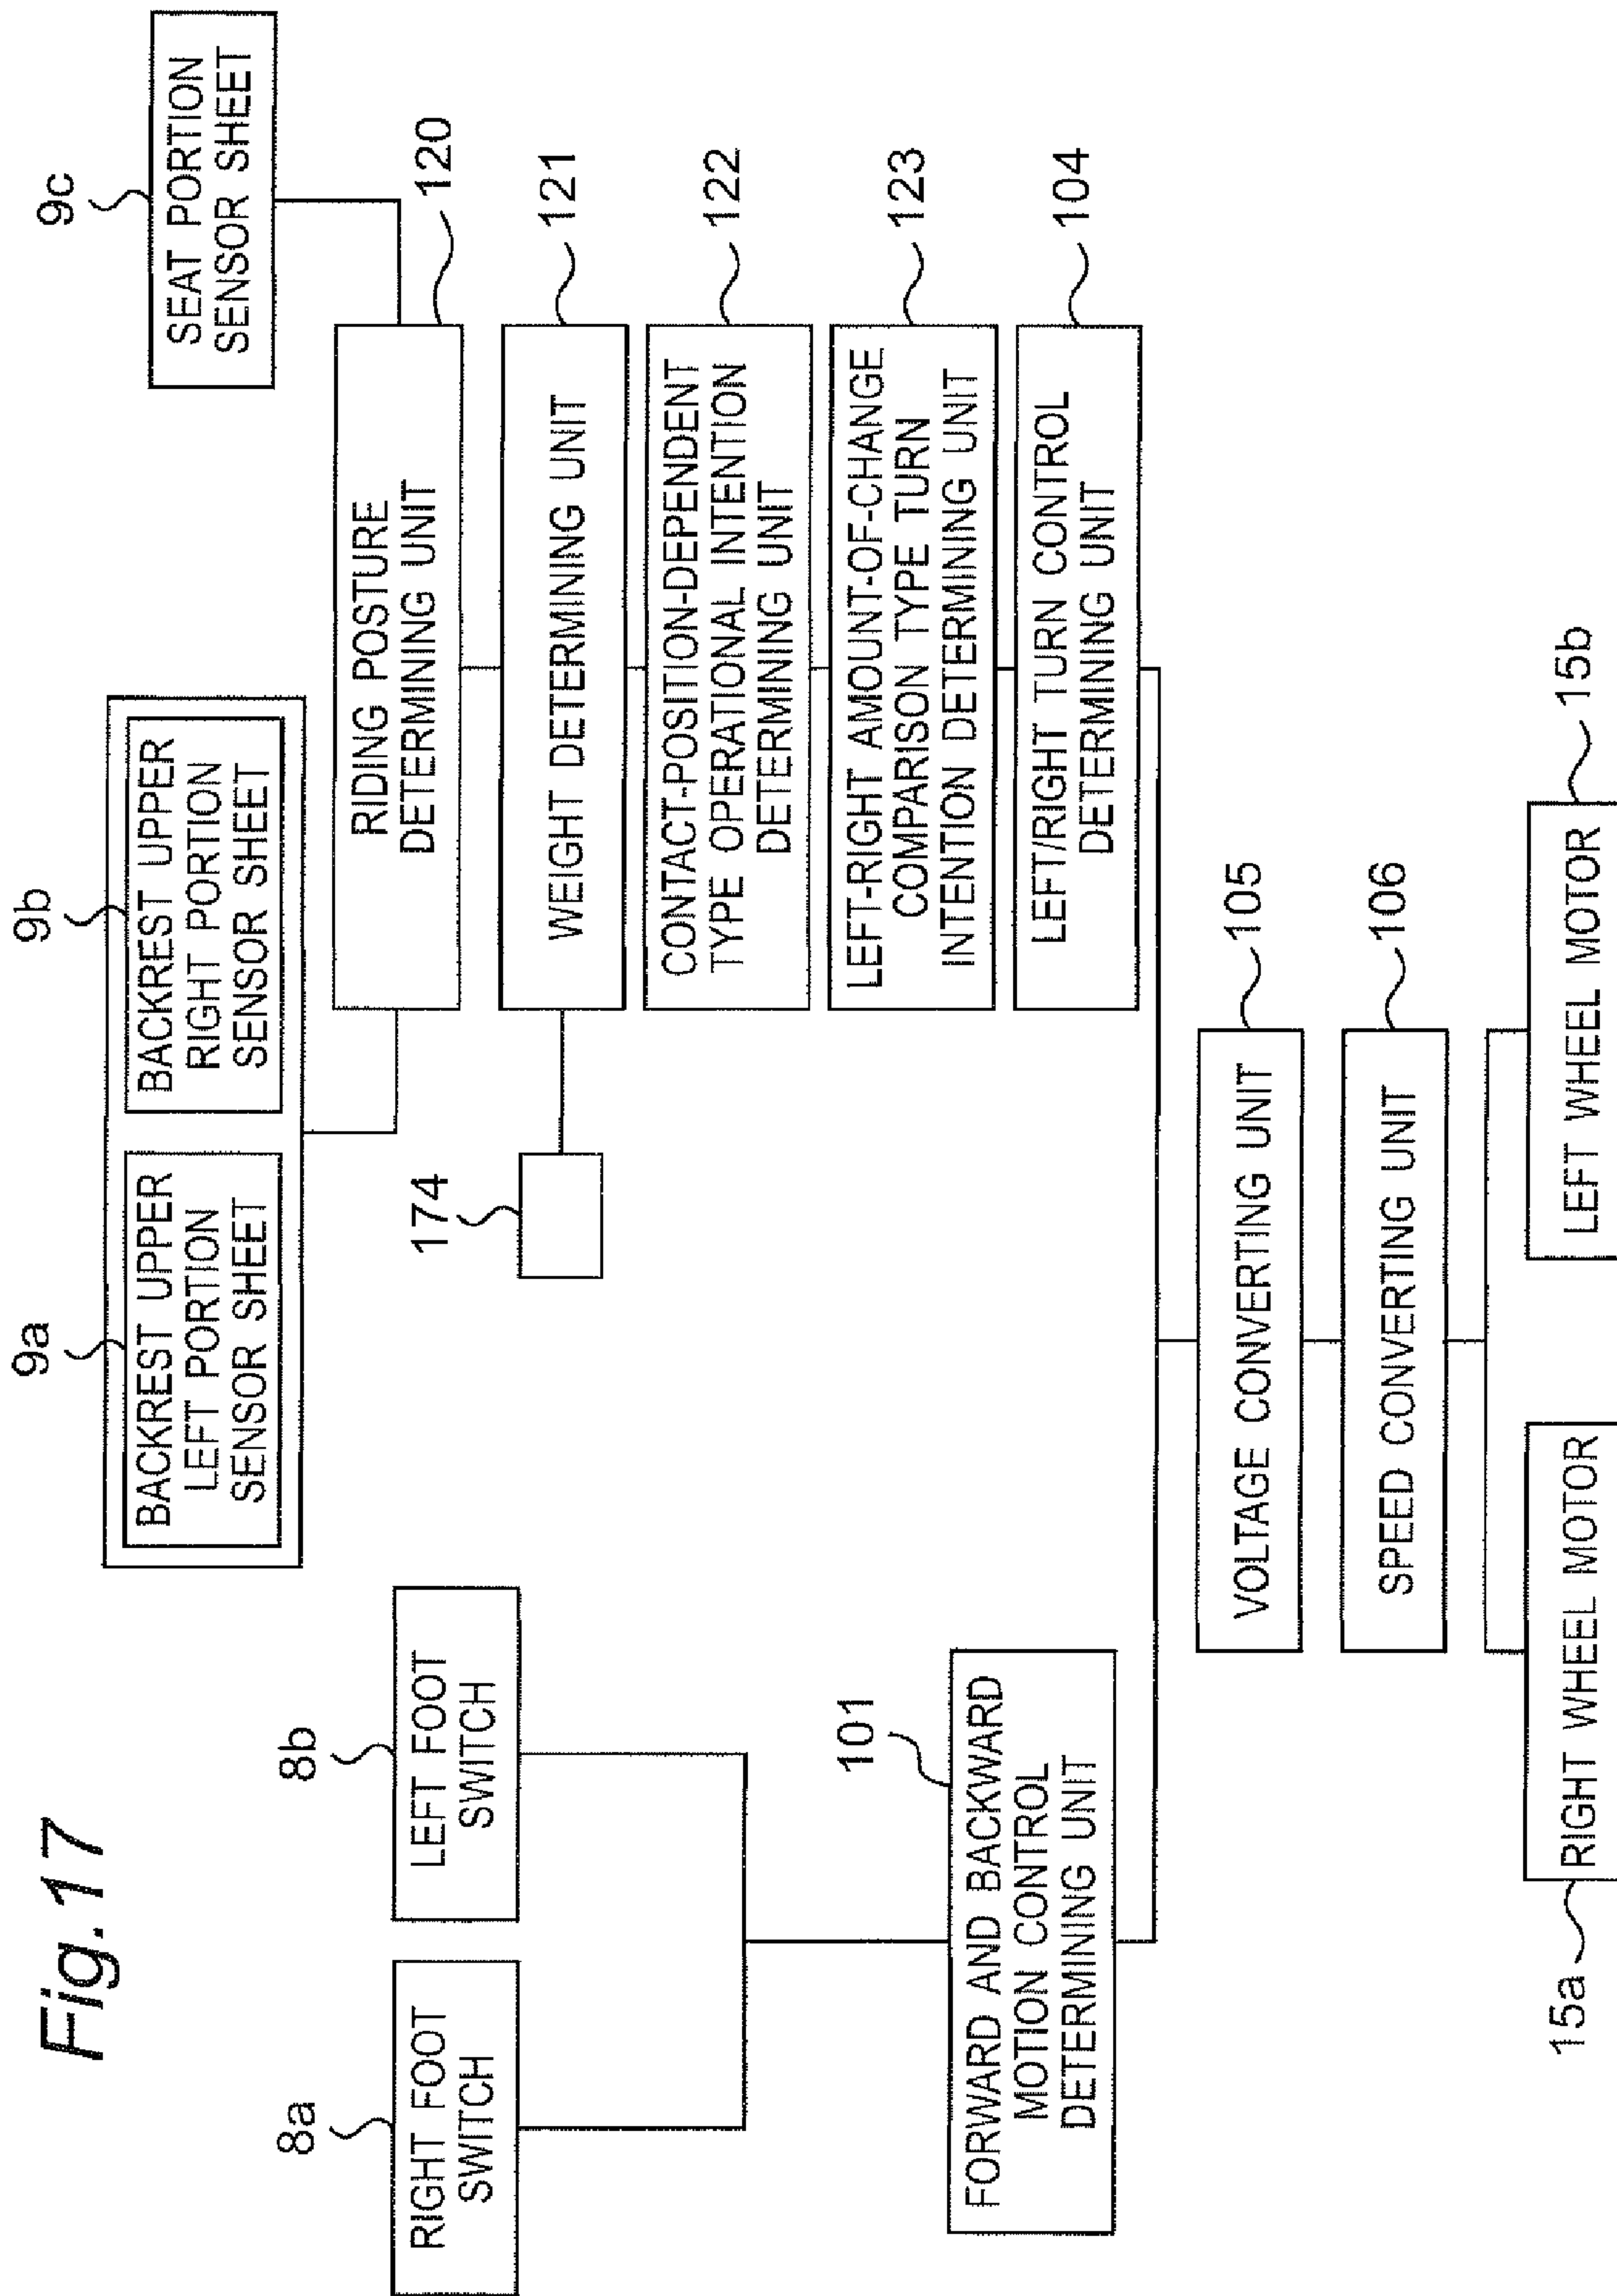 Fig.17
9a
9b
9c
BACKREST UPPER
LEFT PORTION
SENSOR SHEET
BACKREST UPPER
RIGHT PORTION
SENSOR SHEET
SEAT PORTION
SENSOR SHEET
8a
8b
RIGHT FOOT
SWITCH
LEFT FOOT
SWITCH
RIDING POSTURE
DETERMINING UNIT
120
174
WEIGHT DETERMINING UNIT
121
CONTACT-POSITION-DEPENDENT
TYPE OPERATIONAL INTENTION
DETERMINING UNIT
122
LEFT-RIGHT AMOUNT-OF-CHANGE
COMPARISON TYPE TURN
INTENTION DETERMINING UNIT
123
101
FORWARD AND BACKWARD
MOTION CONTROL
DETERMINING UNIT
LEFT/RIGHT TURN CONTROL
DETERMINING UNIT
104
VOLTAGE CONVERTING UNIT
105
SPEED CONVERTING UNIT
106
15a
RIGHT WHEEL MOTOR
LEFT WHEEL MOTOR
15b